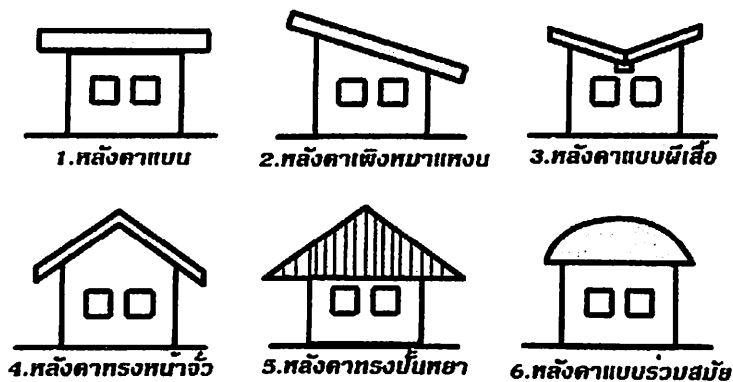 1.หลังคาแบน
2.หลังคาเพิงหมาแหงน
3.หลังคาแบบผีเสื้อ
4.หลังคาทรงหน้าจั่ว
5.หลังคาทรงปั้นหยา
6.หลังคาแบบร่วมสมัย